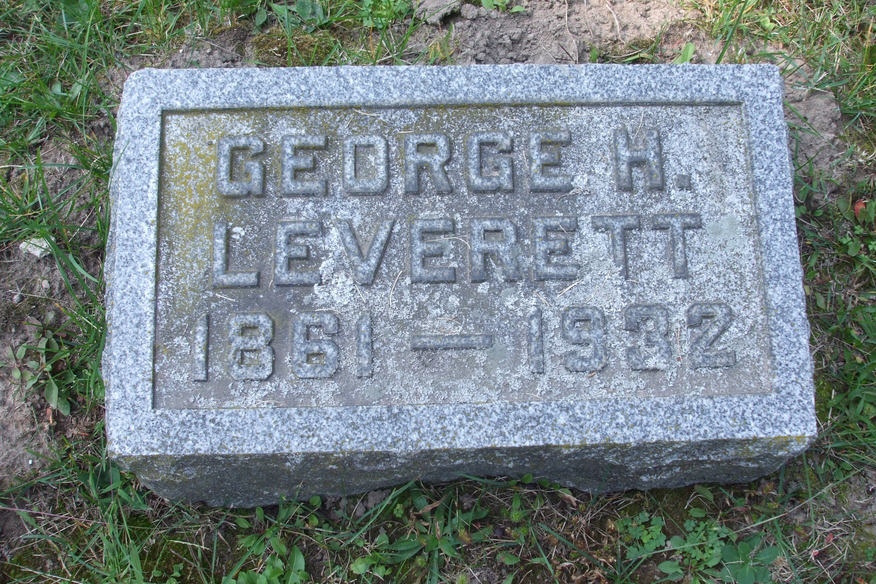 GEORGE H.
LEVERETT
1861 — 1932